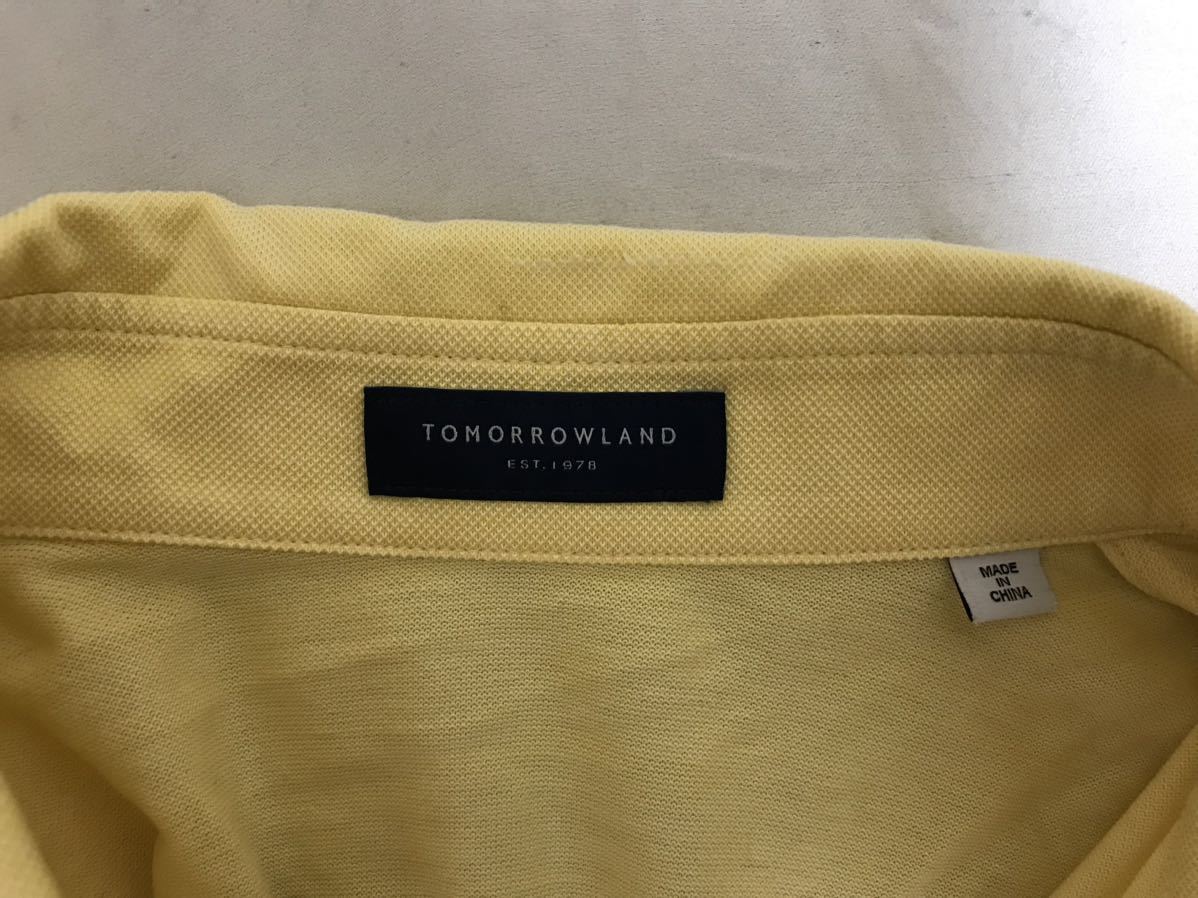 TOMORROWLAND
EST. 1978
MADE
IN
CHINA